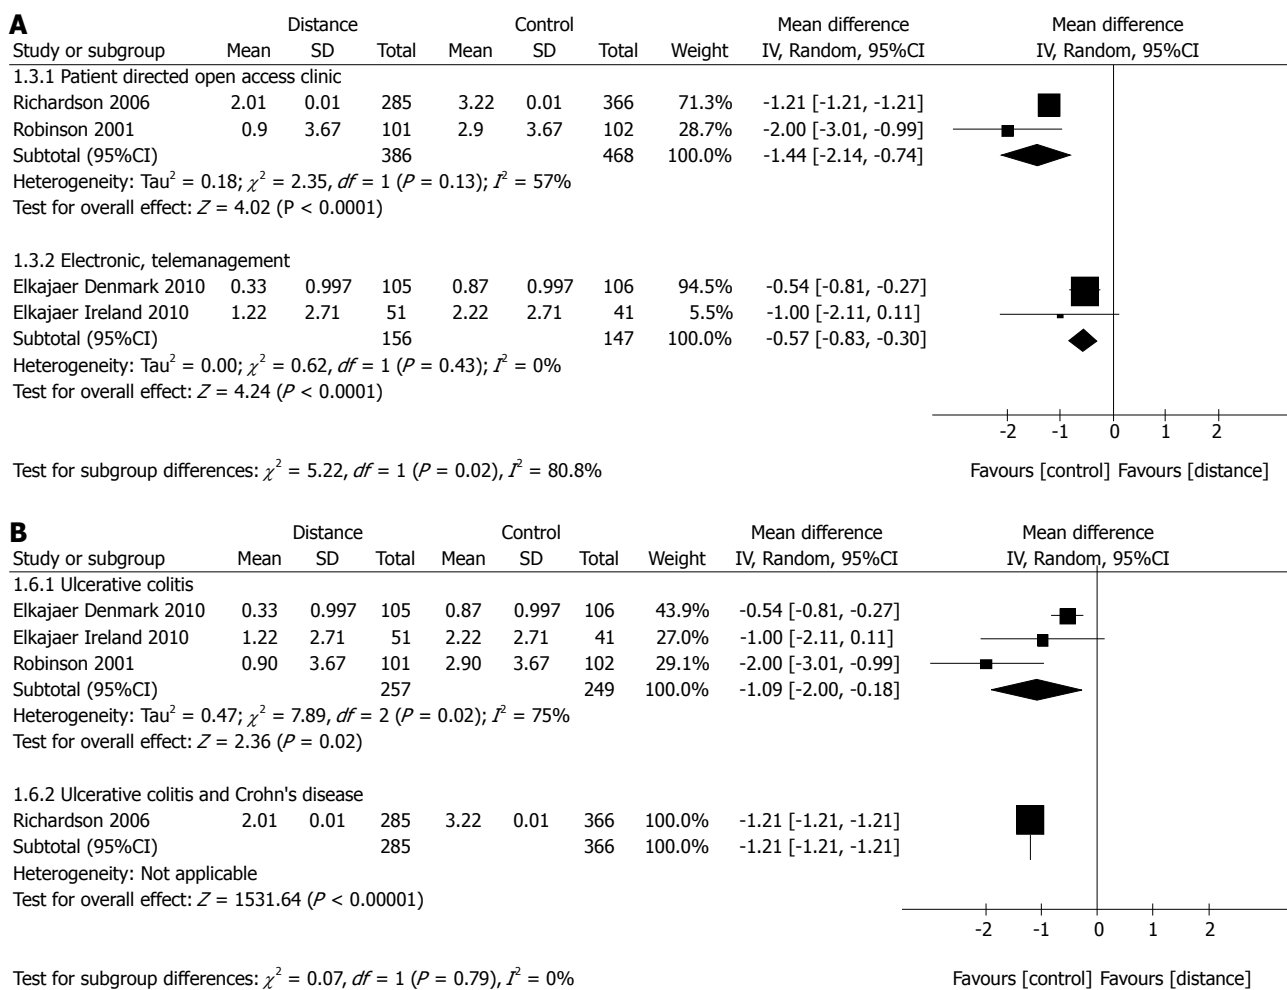 A Distance Control Mean difference Mean difference
Study or subgroup Mean SD Total Mean SD Total Weight IV, Random, 95%CI IV, Random, 95%CI
1.3.1 Patient directed open access clinic
Richardson 2006 2.01 0.01 285 3.22 0.01 366 71.3% -1.21 [-1.21, -1.21]
Robinson 2001 0.9 3.67 101 2.9 3.67 102 28.7% -2.00 [-3.01, -0.99]
Subtotal (95%CI) 386 468 100.0% -1.44 [-2.14, -0.74]
Heterogeneity: Tau² = 0.18; χ² = 2.35, df = 1 (P = 0.13); I² = 57%
Test for overall effect: Z = 4.02 (P < 0.0001)
1.3.2 Electronic, telemanagement
Elkajaer Denmark 2010 0.33 0.997 105 0.87 0.997 106 94.5% -0.54 [-0.81, -0.27]
Elkajaer Ireland 2010 1.22 2.71 51 2.22 2.71 41 5.5% -1.00 [-2.11, 0.11]
Subtotal (95%CI) 156 147 100.0% -0.57 [-0.83, -0.30]
Heterogeneity: Tau² = 0.00; χ² = 0.62, df = 1 (P = 0.43); I² = 0%
Test for overall effect: Z = 4.24 (P < 0.0001)
-2 -1 0 1 2
Test for subgroup differences: χ² = 5.22, df = 1 (P = 0.02), I² = 80.8% Favours [control] Favours [distance]
B Distance Control Mean difference Mean difference
Study or subgroup Mean SD Total Mean SD Total Weight IV, Random, 95%CI IV, Random, 95%CI
1.6.1 Ulcerative colitis
Elkajaer Denmark 2010 0.33 0.997 105 0.87 0.997 106 43.9% -0.54 [-0.81, -0.27]
Elkajaer Ireland 2010 1.22 2.71 51 2.22 2.71 41 27.0% -1.00 [-2.11, 0.11]
Robinson 2001 0.90 3.67 101 2.90 3.67 102 29.1% -2.00 [-3.01, -0.99]
Subtotal (95%CI) 257 249 100.0% -1.09 [-2.00, -0.18]
Heterogeneity: Tau² = 0.47; χ² = 7.89, df = 2 (P = 0.02); I² = 75%
Test for overall effect: Z = 2.36 (P = 0.02)
1.6.2 Ulcerative colitis and Crohn's disease
Richardson 2006 2.01 0.01 285 3.22 0.01 366 100.0% -1.21 [-1.21, -1.21]
Subtotal (95%CI) 285 366 100.0% -1.21 [-1.21, -1.21]
Heterogeneity: Not applicable
Test for overall effect: Z = 1531.64 (P < 0.00001)
-2 -1 0 1 2
Test for subgroup differences: χ² = 0.07, df = 1 (P = 0.79), I² = 0% Favours [control] Favours [distance]